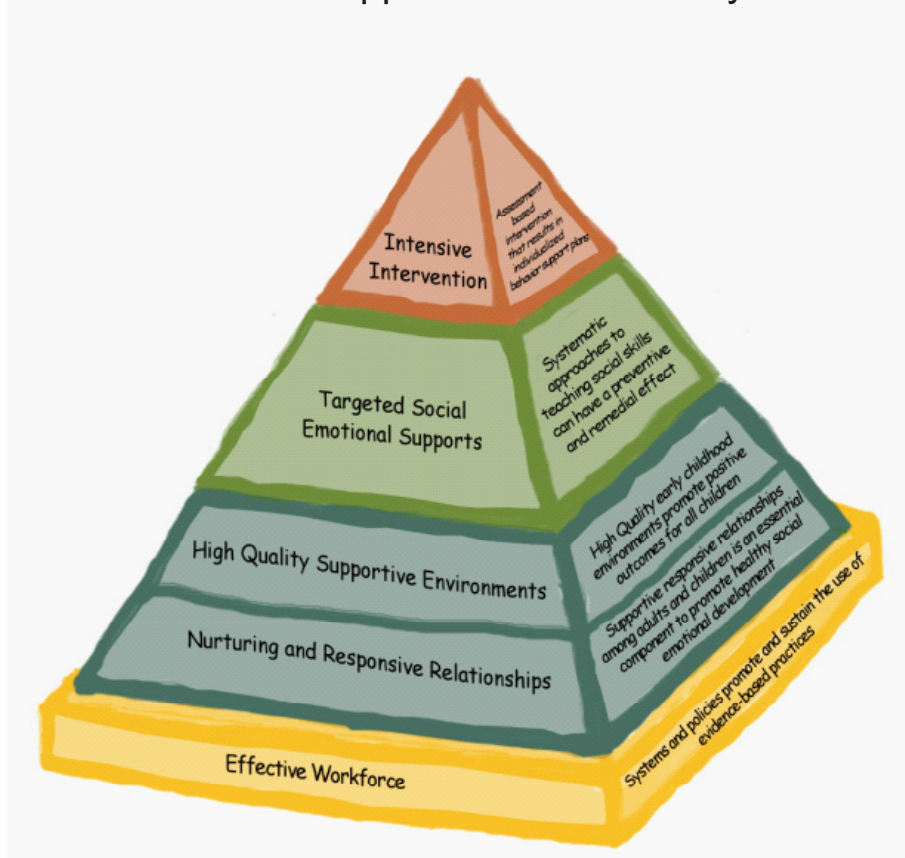 Intensive
Intervention
Assessment
based
intervention
that results in
individualized
behavior support plans
Targeted Social
Emotional Supports
Systematic
approaches to
teaching social skills
can have a preventive
and remedial effect
High Quality Supportive Environments
High Quality early childhood
environments promote positive
outcomes for all children
Nurturing and Responsive Relationships
Supportive responsive relationships
among adults and children is an essential
component to promote healthy social
emotional development
Effective Workforce
Systems and policies promote and sustain the use of
evidence-based practices